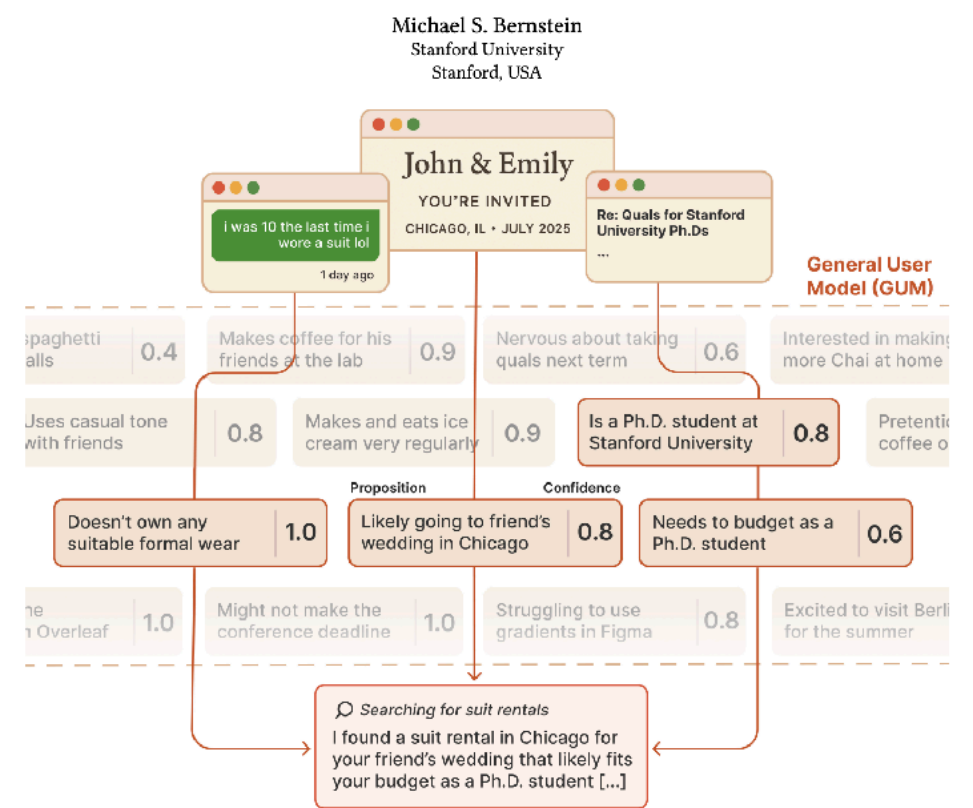 Michael S. Bernstein
Stanford University
Stanford, USA
John & Emily
YOU'RE INVITED
CHICAGO, IL • JULY 2025
i was 10 the last time i
wore a suit lol
1 day ago
Re: Quals for Stanford
University Ph.Ds
...
General User
Model (GUM)
spaghetti
alls
0.4
Makes coffee for his
friends at the lab
0.9
Nervous about taking
quals next term
0.6
Interested in making
more Chai at home
Uses casual tone
with friends
0.8
Makes and eats ice
cream very regularly
0.9
Is a Ph.D. student at
Stanford University
0.8
Pretentio
coffee o
Proposition
Confidence
Doesn't own any
suitable formal wear
1.0
Likely going to friend's
wedding in Chicago
0.8
Needs to budget as a
Ph.D. student
0.6
ne
n Overleaf
1.0
Might not make the
conference deadline
1.0
Struggling to use
gradients in Figma
0.8
Excited to visit Berli
for the summer
Searching for suit rentals
I found a suit rental in Chicago for
your friend's wedding that likely fits
your budget as a Ph.D. student [...]